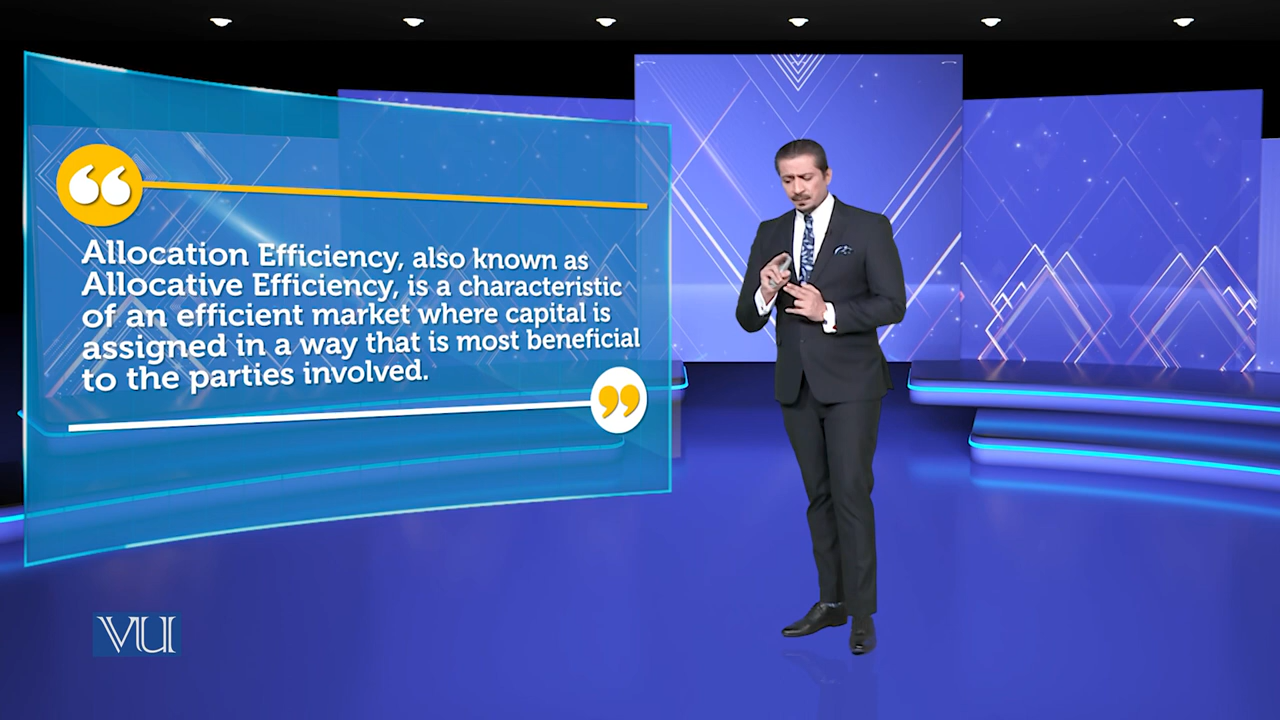 Allocation Efficiency, also known as
Allocative Efficiency, is a characteristic
of an efficient market where capital is
assigned in a way that is most beneficial
to the parties involved.
VU